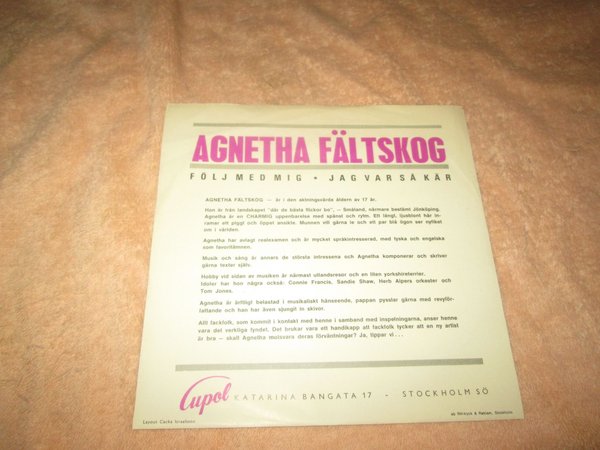 AGNETHA FÄLTSKOG
FÖLJ MED MIG • JAG VAR SÅ KÄR
AGNETHA FÄLTSKOG — är i den aktningsvärda åldern av 17 år.
Hon är från landskapet "där de bästa flickor bo". — Småland, närmare bestämt Jönköping.
Agnetha är en CHARMIG uppenbarelse med spänst och rytm. Ett långt, ljusblont hår in-
ramar ett piggt och öppet ansikte. Munnen vill gärna le och ett par blå ögon ser nyfiket
om i världen.
Agnetha har avlagt realexamen och är mycket språkintresserad, med tyska och engelska
som favoritämnen.
Musik och sång är annars de största intressena och Agnetha komponerar och skriver
gärna texter själv.
Hobby vid sidan av musiken är närmast utlandsresor och en liten yorkshireterrier.
Idoler har hon några också: Connie Francis, Sandie Shaw, Herb Alpers orkester och
Tom Jones.
Agnetha är ärftligt belastad i musikaliskt hänseende, pappan pysslar gärna med revyför-
fattande och han har även sjungit in skivor.
Allt fackfolk, som kommit i kontakt med henne i samband med inspelningarna, anser henne
vara det verkliga fyndet. Det brukar vara ett handikapp att fackfolk tycker att en ny artist
är bra — skall Agnetha motsvara deras förväntningar? Ja, tippar vi . . .
Cupol KATARINA BANGATA 17 - STOCKHOLM SÖ
Layout Cacka Israelsson
ab Rekord & Reklam, Stockholm